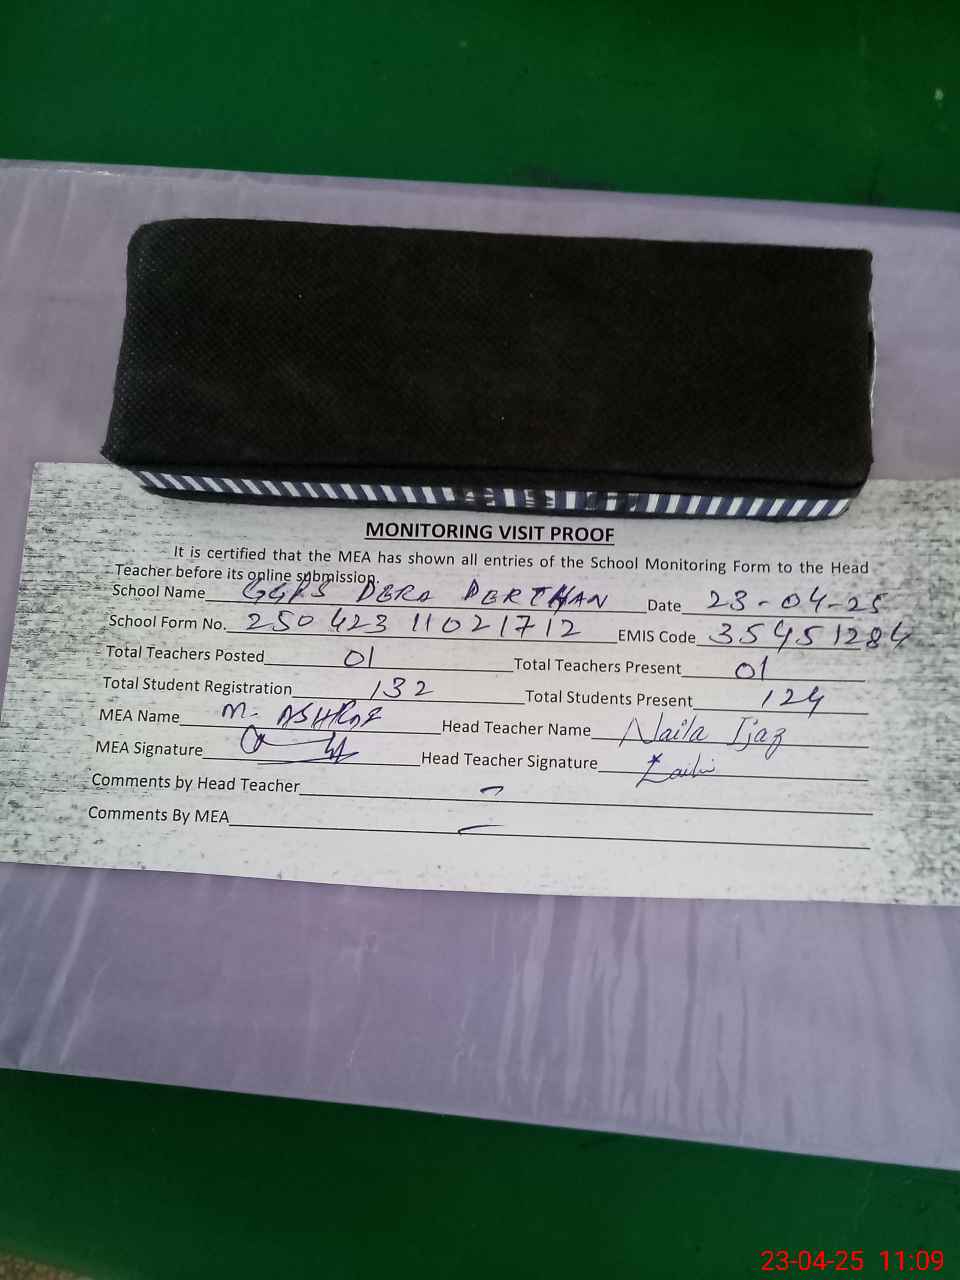 MONITORING VISIT PROOF
It is certified that the MEA has shown all entries of the School Monitoring Form to the Head
Teacher before its online submission.
School Name GGPS DERA PERTHAN Date 23-04-25
School Form No. 250 423 11021712 EMIS Code 35451284
Total Teachers Posted 01 Total Teachers Present 01
Total Student Registration 132 Total Students Present 124
MEA Name M. ASHRAF Head Teacher Name Naila Ijaz
MEA Signature Head Teacher Signature
Comments by Head Teacher
Comments By MEA
23-04-25 11:09